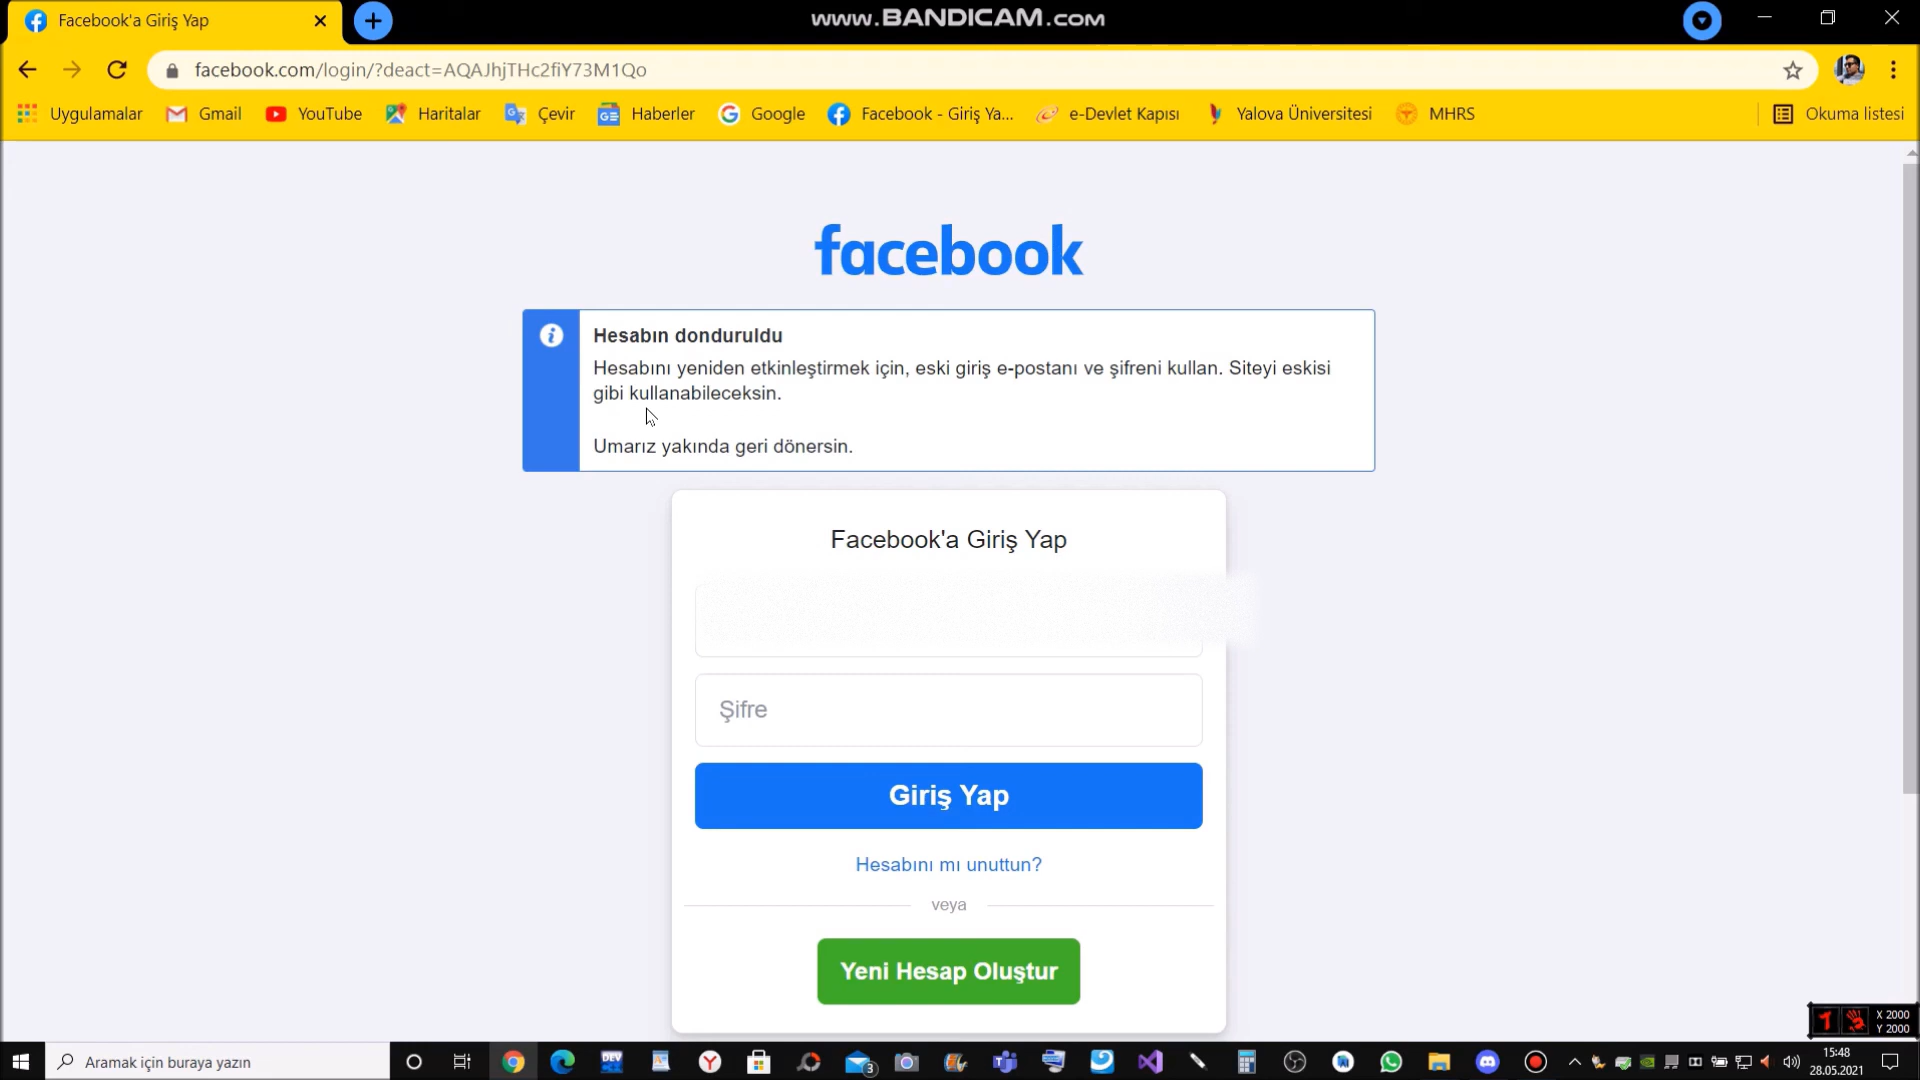 Facebook'a Giriş Yap
www.BANDICAM.com
facebook.com/login/?deact=AQAJhjTHc2fiY73M1Qo
Uygulamalar
Gmail
YouTube
Haritalar
Çevir
Haberler
Google
Facebook - Giriş Ya...
e-Devlet Kapısı
Yalova Üniversitesi
MHRS
Okuma listesi
facebook
Hesabın donduruldu
Hesabını yeniden etkinleştirmek için, eski giriş e-postanı ve şifreni kullan. Siteyi eskisi
gibi kullanabileceksin.
Umarız yakında geri dönersin.
Facebook'a Giriş Yap
Şifre
Giriş Yap
Hesabını mı unuttun?
veya
Yeni Hesap Oluştur
X 2000
Y 2000
Aramak için buraya yazın
DEV
3
15:48
28.05.2021